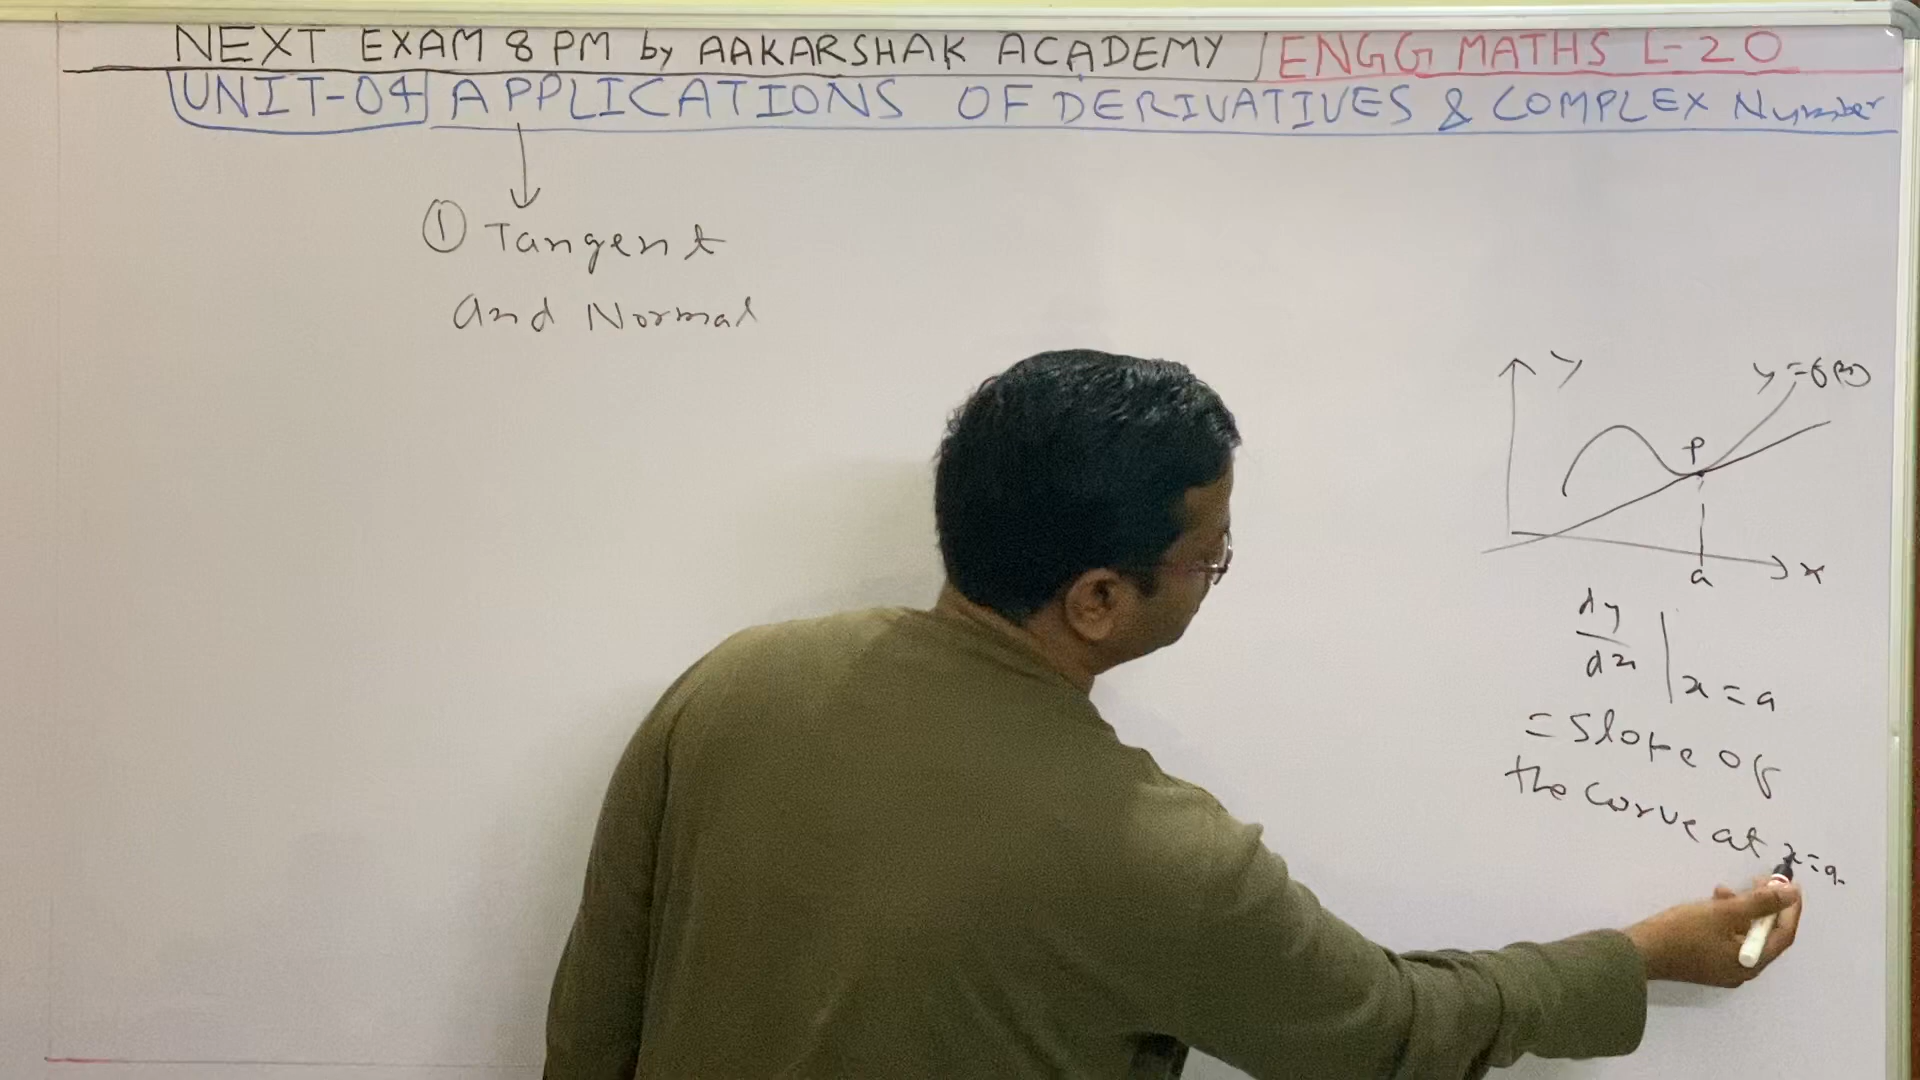 NEXT EXAM 8 PM by AAKARSHAK ACADEMY ENGG MATHS L-20
UNIT-04 APPLICATIONS OF DERIVATIVES & COMPLEX Number
① Tangent
and Normal
y
y = f(x)
P
a
x
dy/dx | x = a
= Slope of
the curve at x = a